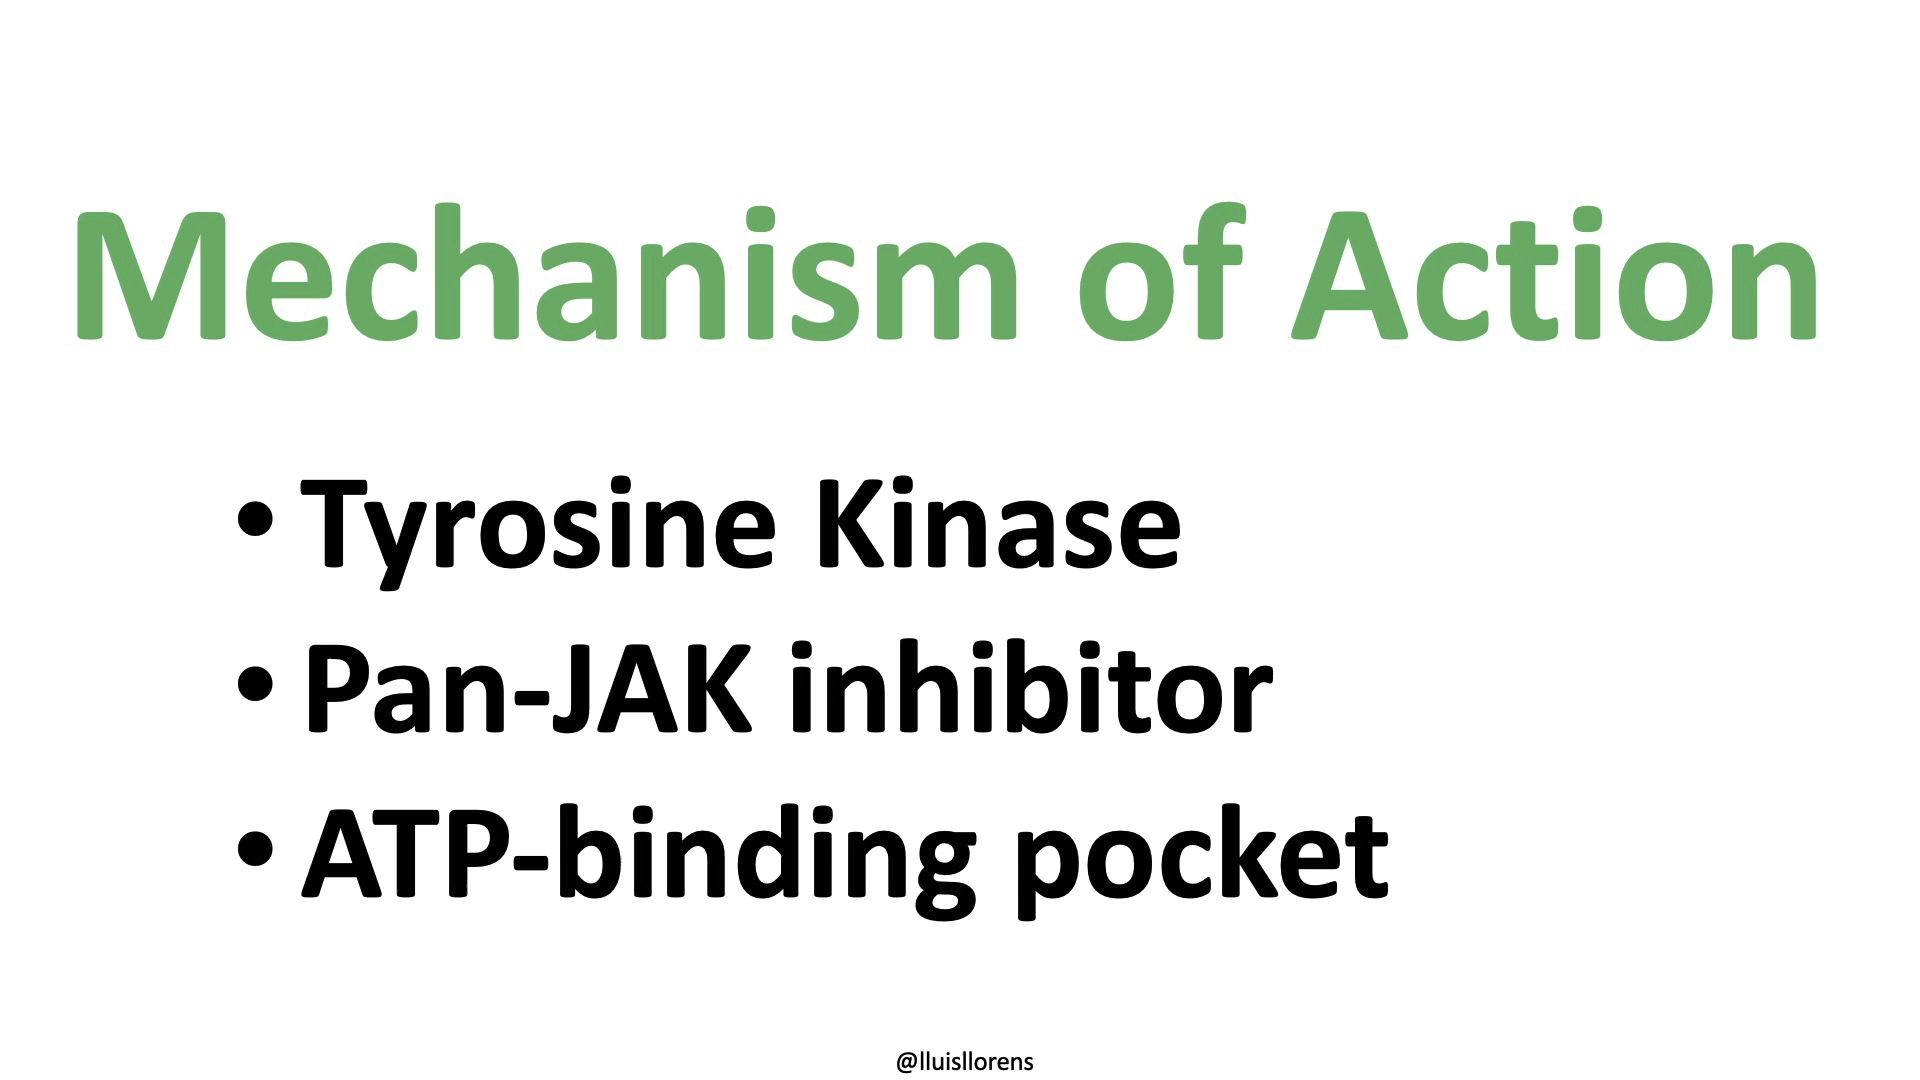 Mechanism of Action
• Tyrosine Kinase
• Pan-JAK inhibitor
• ATP-binding pocket
@lluisllorens